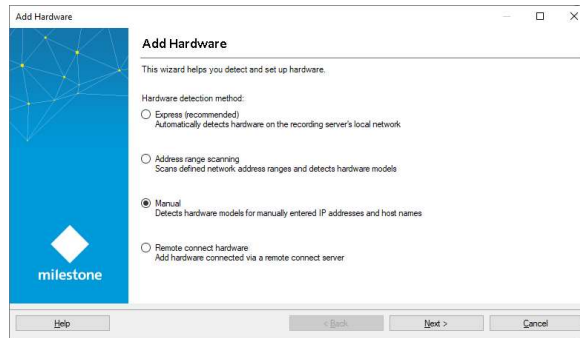 Add Hardware
Add Hardware
This wizard helps you detect and set up hardware.
Hardware detection method:
Express (recommended)
Automatically detects hardware on the recording server's local network
Address range scanning
Scans defined network address ranges and detects hardware models
Manual
Detects hardware models for manually entered IP addresses and host names
Remote connect hardware
Add hardware connected via a remote connect server
milestone
Help
< Back
Next >
Cancel